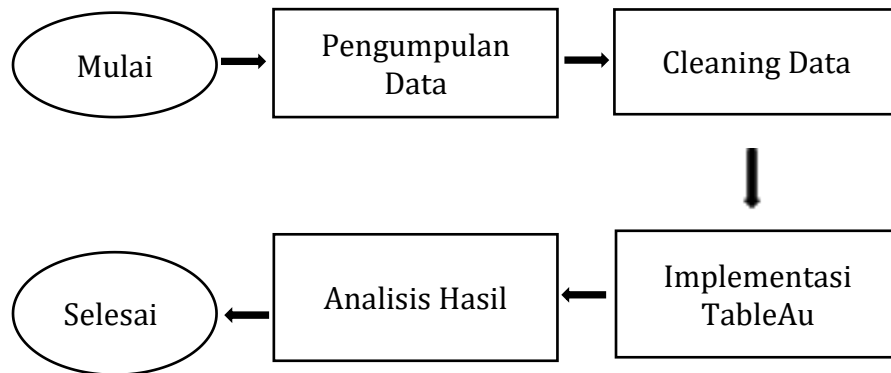 Mulai
Pengumpulan
Data
Cleaning Data
Implementasi
TableAu
Analisis Hasil
Selesai